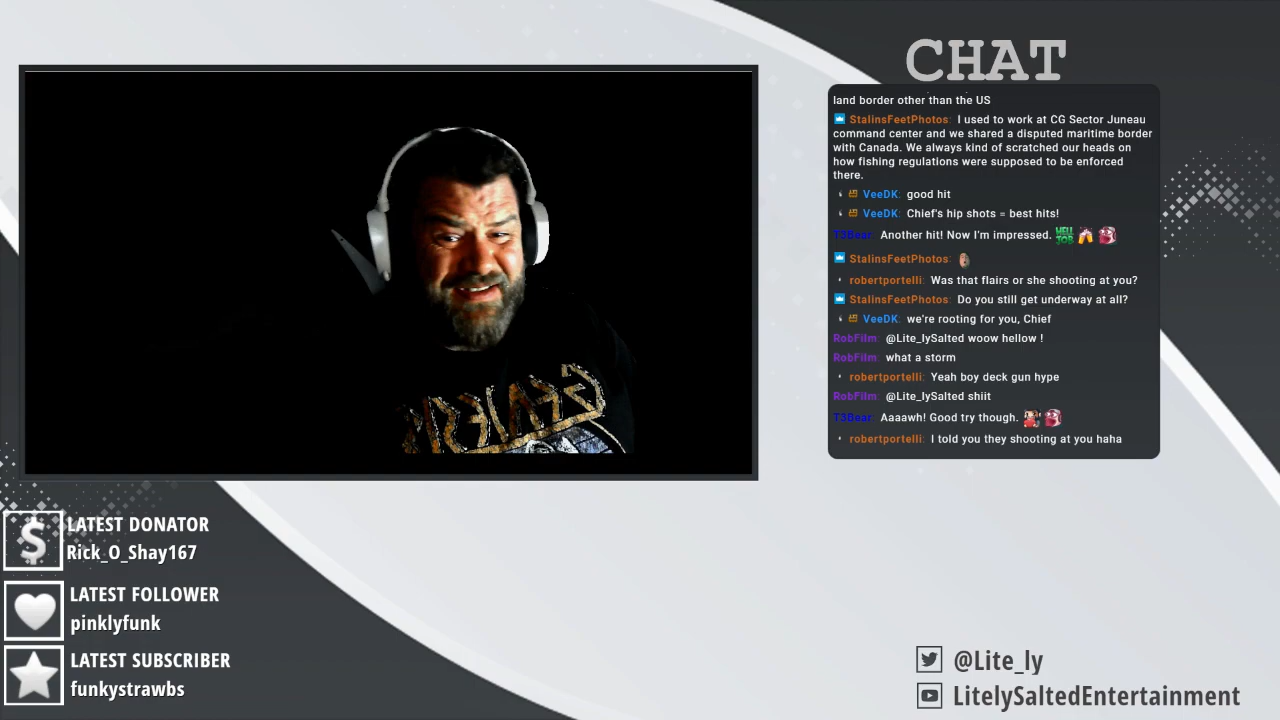 CHAT
land border other than the US
StalinsFeetPhotos: I used to work at CG Sector Juneau
command center and we shared a disputed maritime border
with Canada. We always kind of scratched our heads on
how fishing regulations were supposed to be enforced
there.
VeeDK: good hit
VeeDK: Chief's hip shots = best hits!
T3Bear: Another hit! Now I'm impressed.
StalinsFeetPhotos:
robertportelli: Was that flairs or she shooting at you?
StalinsFeetPhotos: Do you still get underway at all?
VeeDK: we're rooting for you, Chief
RobFilm: @Lite_lySalted woow hellow !
RobFilm: what a storm
robertportelli: Yeah boy deck gun hype
RobFilm: @Lite_lySalted shiit
T3Bear: Aaaawh! Good try though.
robertportelli: I told you they shooting at you haha
LATEST DONATOR
Rick_O_Shay167
LATEST FOLLOWER
pinklyfunk
LATEST SUBSCRIBER
funkystrawbs
@Lite_ly
LitelySaltedEntertainment